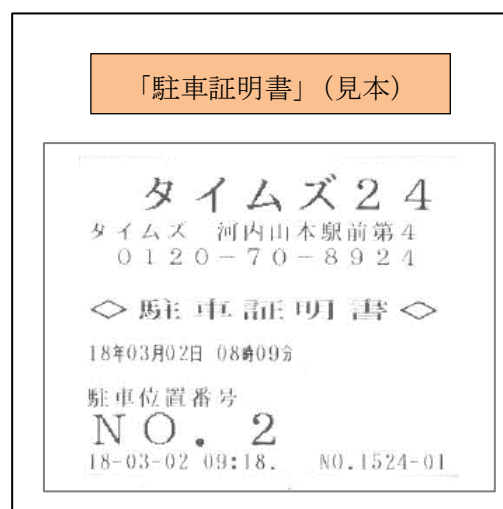 「駐車証明書」（見本）
タイムズ２４
タイムズ　河内山本駅前第４
０１２０－７０－８９２４
◇駐車証明書◇
18年03月02日 08時09分
駐車位置番号
ＮＯ．２
18-03-02 09:18.　NO.1524-01